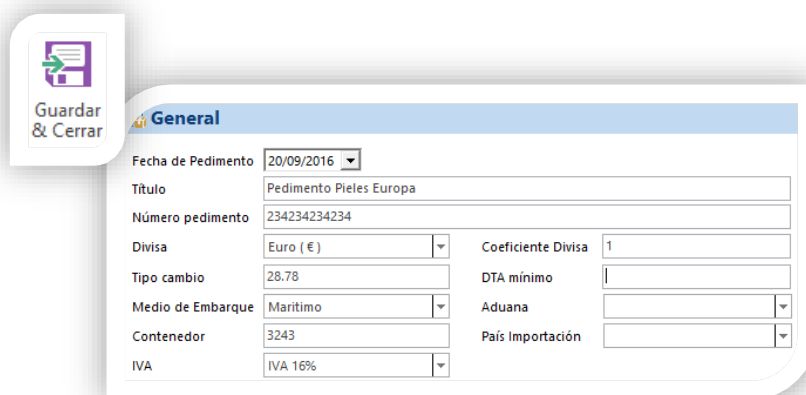 Guardar
& Cerrar
General
Fecha de Pedimento 20/09/2016
Título Pedimento Pieles Europa
Número pedimento 234234234234
Divisa Euro ( € ) Coeficiente Divisa 1
Tipo cambio 28.78 DTA mínimo
Medio de Embarque Maritimo Aduana
Contenedor 3243 País Importación
IVA IVA 16%